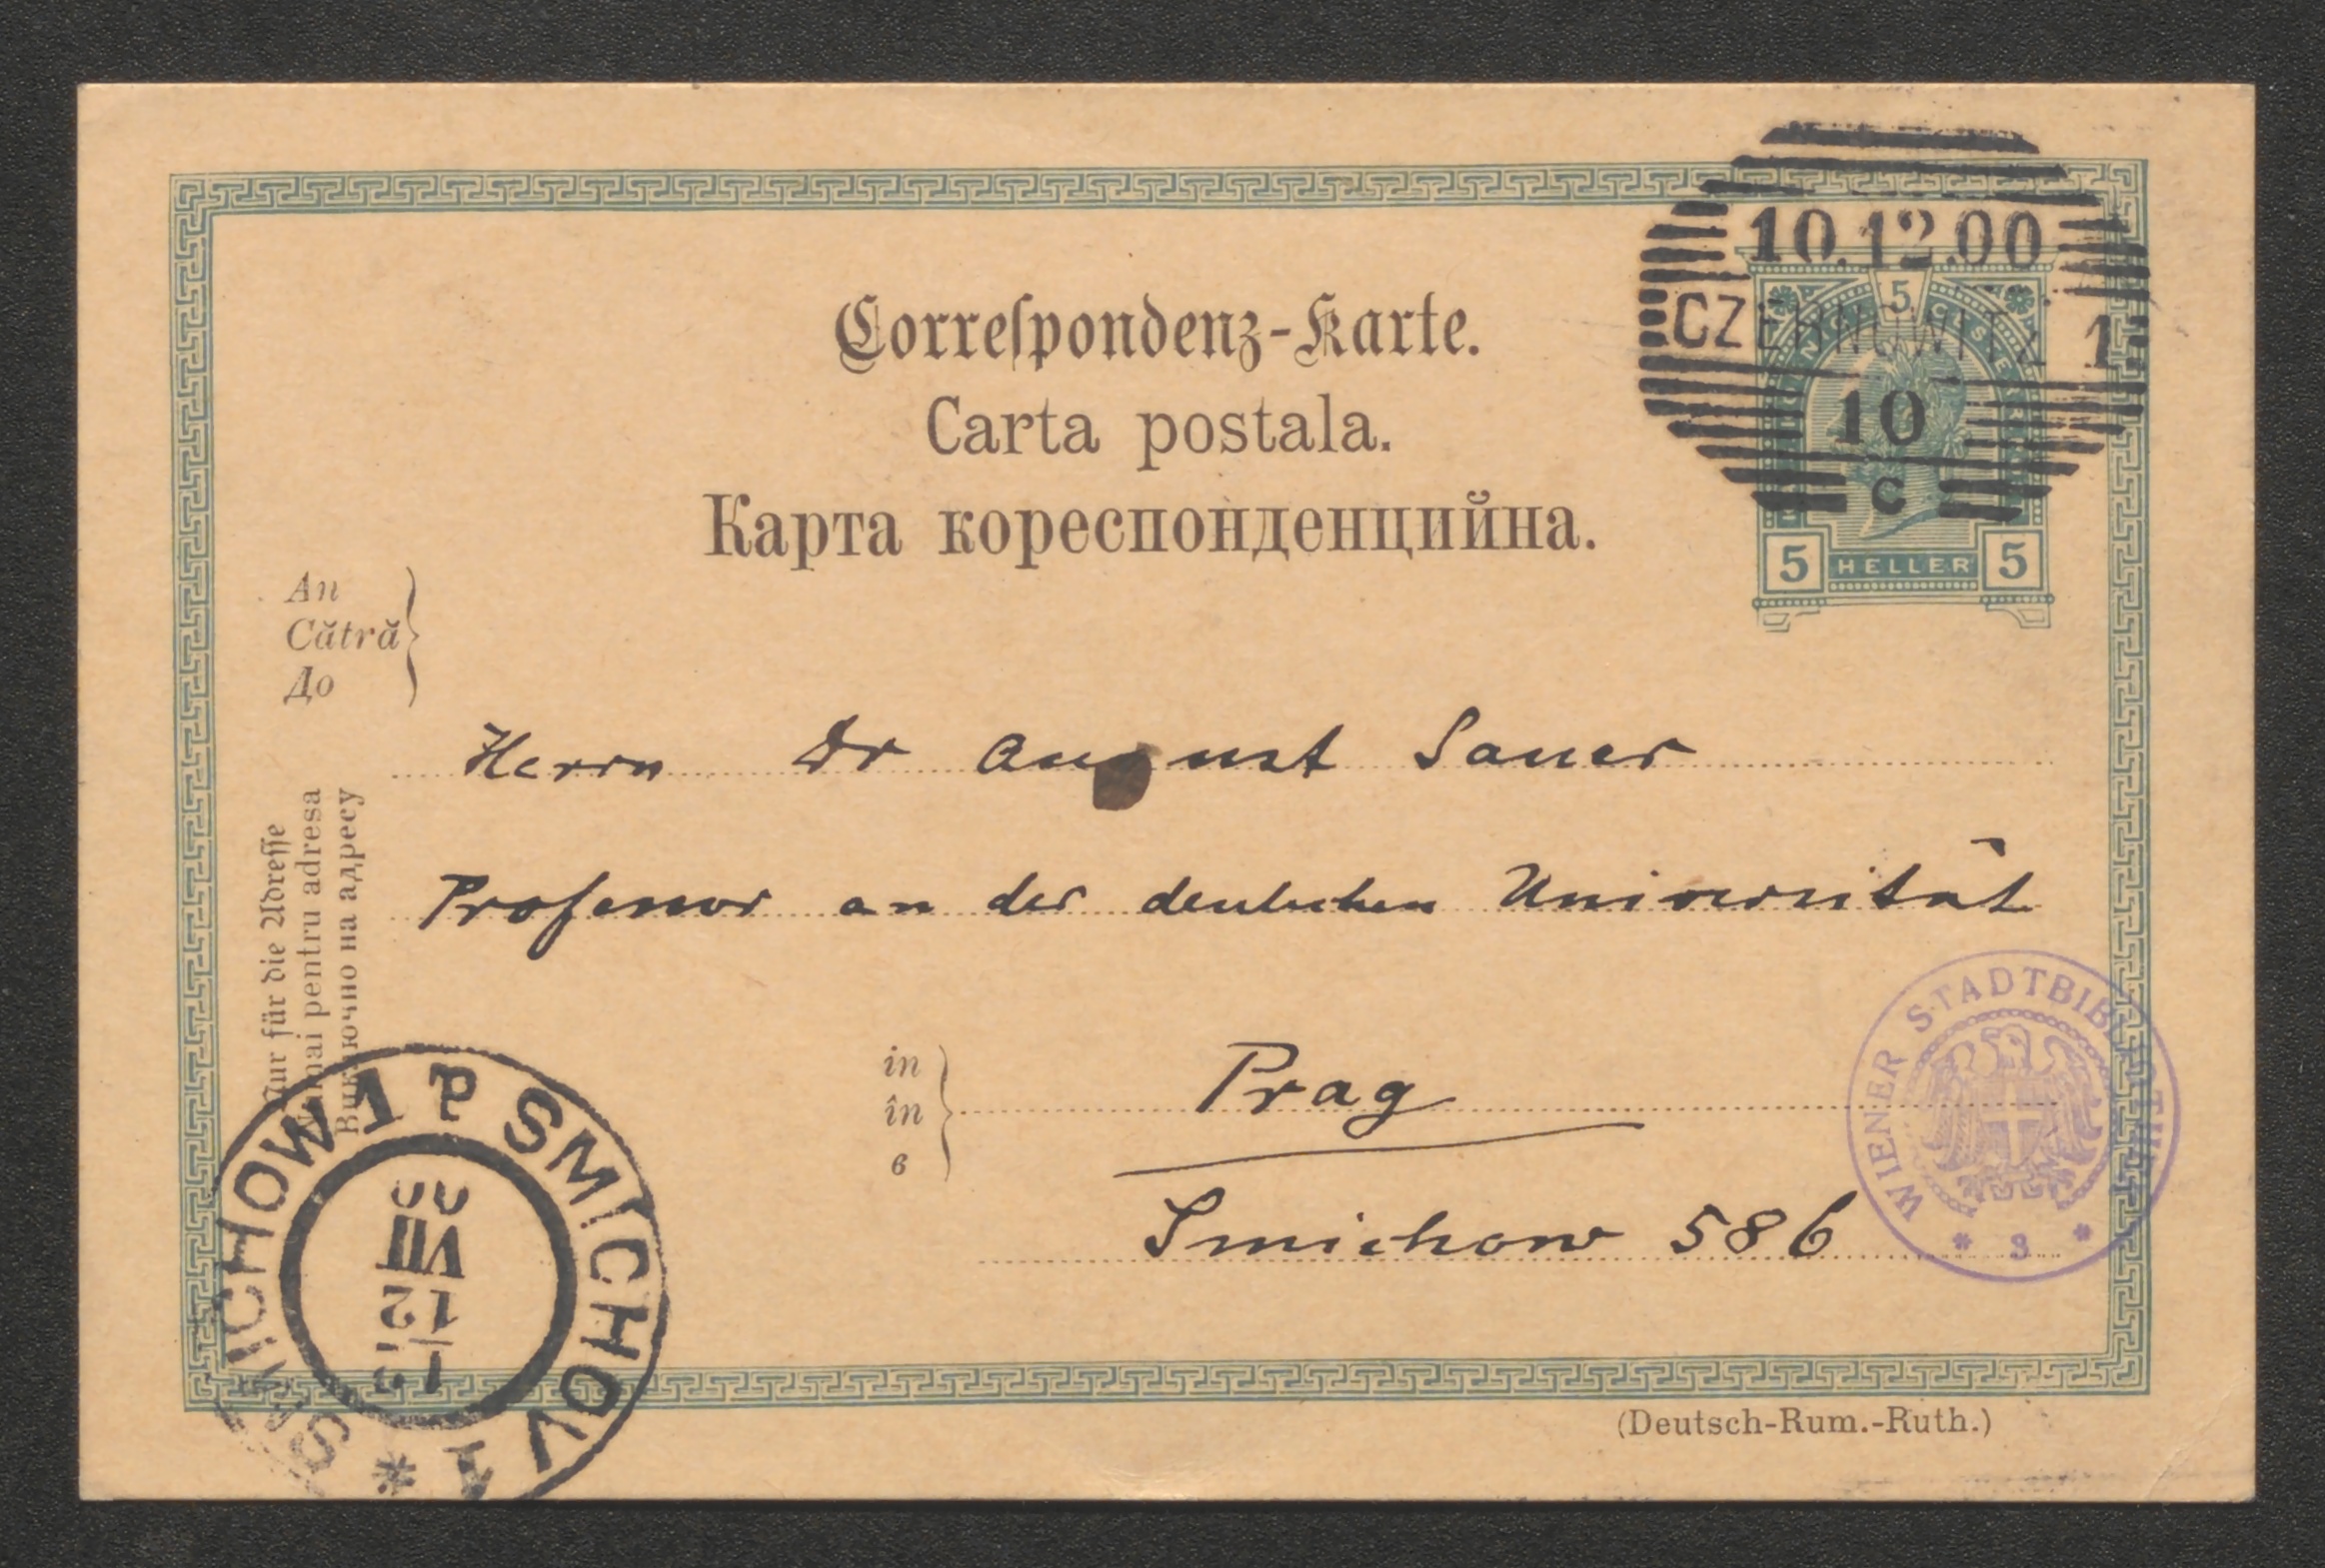 Correspondenz-Karte.
Carta postala.
Карта кореспонденцийна.
10.12.00
CZERNOWITZ 1
10
C
5
5 HELLER 5
An
Cătră
До
Herrn Dr August Sauer
Professor an der deutschen Universität
in
în
в
Prag
Smichow 586
Nur für die Adresse
Numai pentru adresa
Виключно на адресу
SMICHOW 1 P SMÍCHOV 1
12
VII
00
WIENER STADTBIBLIOTHEK
* 3 *
(Deutsch-Rum.-Ruth.)